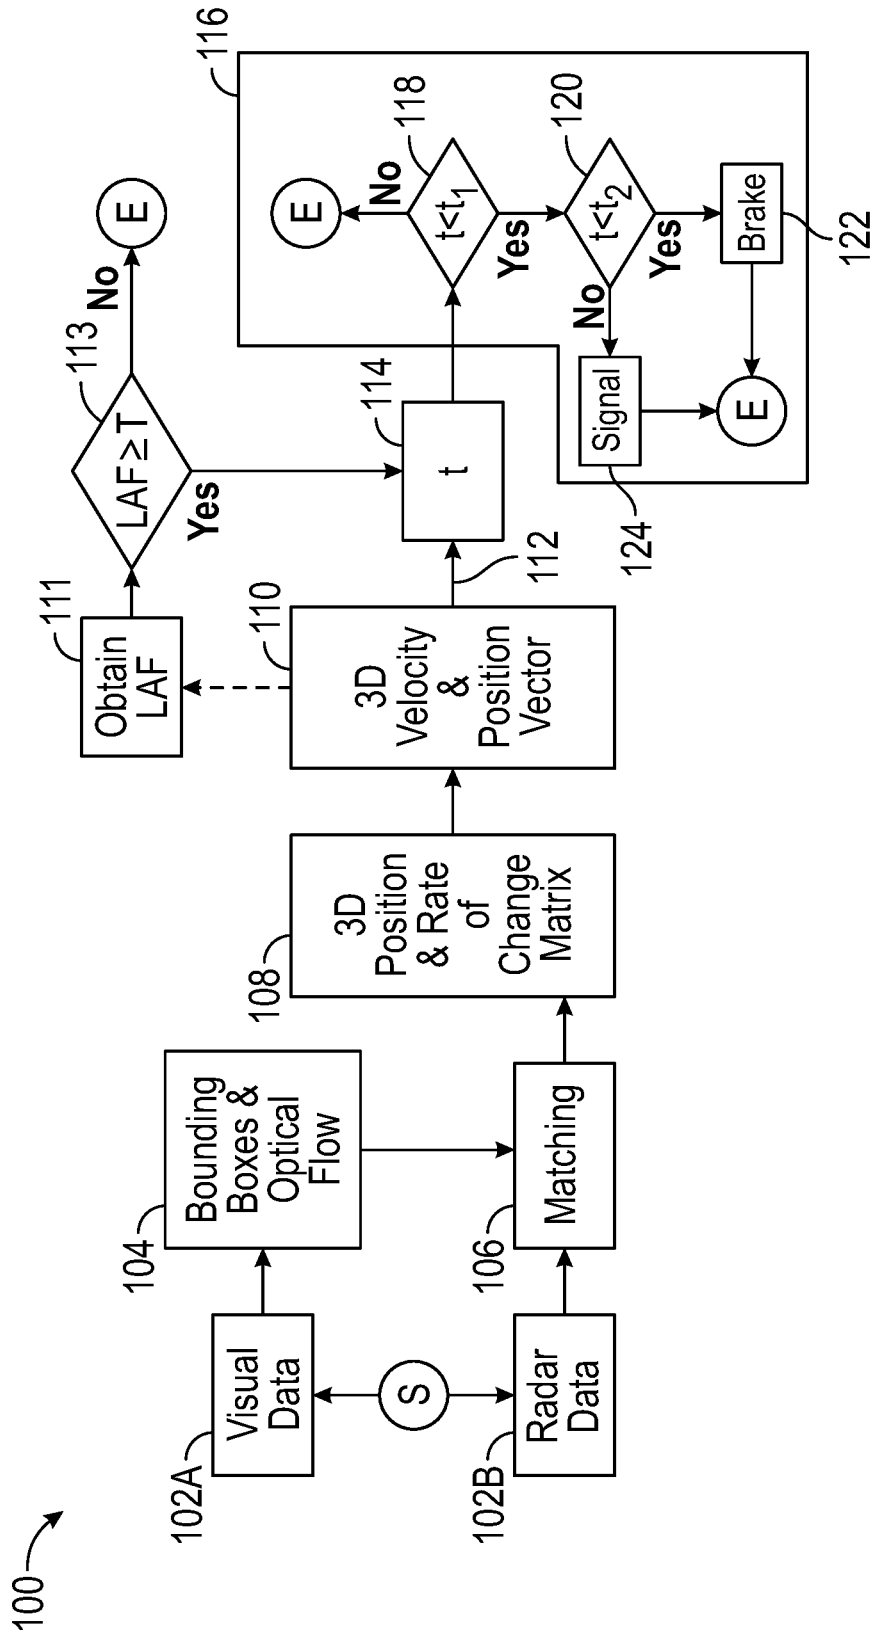 100
102A
Visual
Data
S
102B
Radar
Data
104
Bounding
Boxes &
Optical
Flow
106
Matching
108
3D
Position
& Rate
of
Change
Matrix
110
3D
Velocity
&
Position
Vector
111
Obtain
LAF
113
LAF≥T
No
E
Yes
112
114
t
116
118
t<t1
No
E
Yes
120
t<t2
No
Yes
124
Signal
122
Brake
E